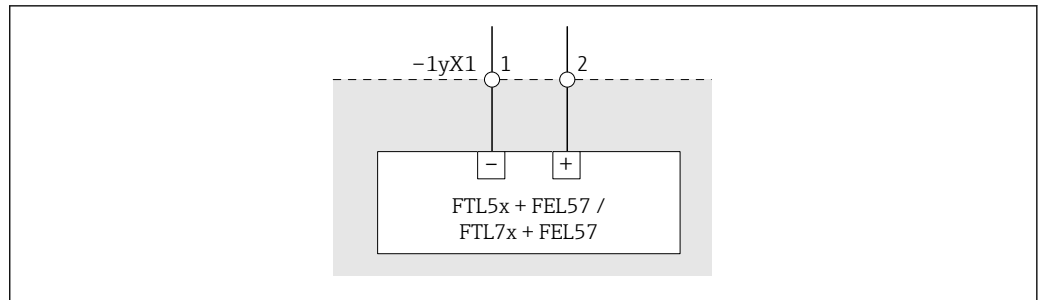 −1yX1 1 2
− +
FTL5x + FEL57 /
FTL7x + FEL57